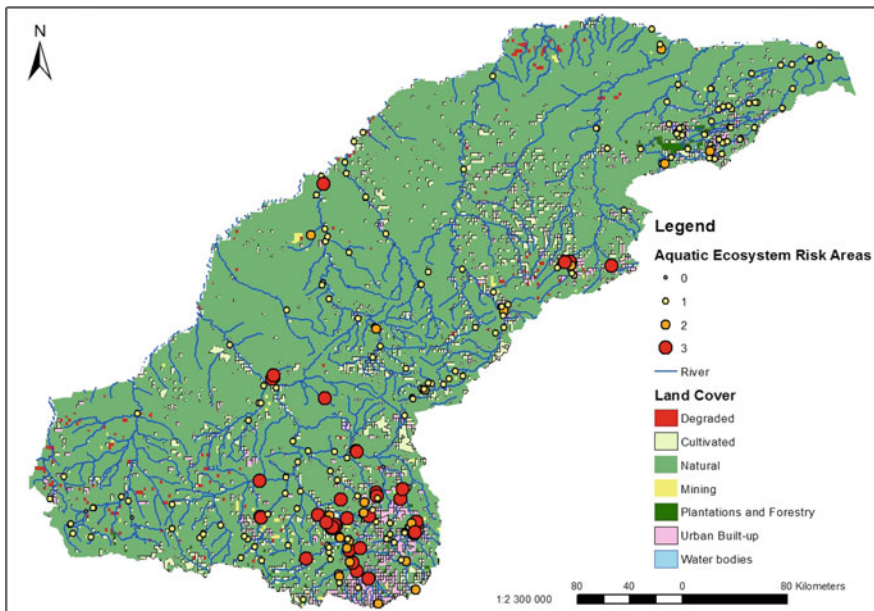 N
Legend
Aquatic Ecosystem Risk Areas
0
1
2
3
River
Land Cover
Degraded
Cultivated
Natural
Mining
Plantations and Forestry
Urban Built-up
Water bodies
1:2 300 000
80 40 0 80 Kilometers